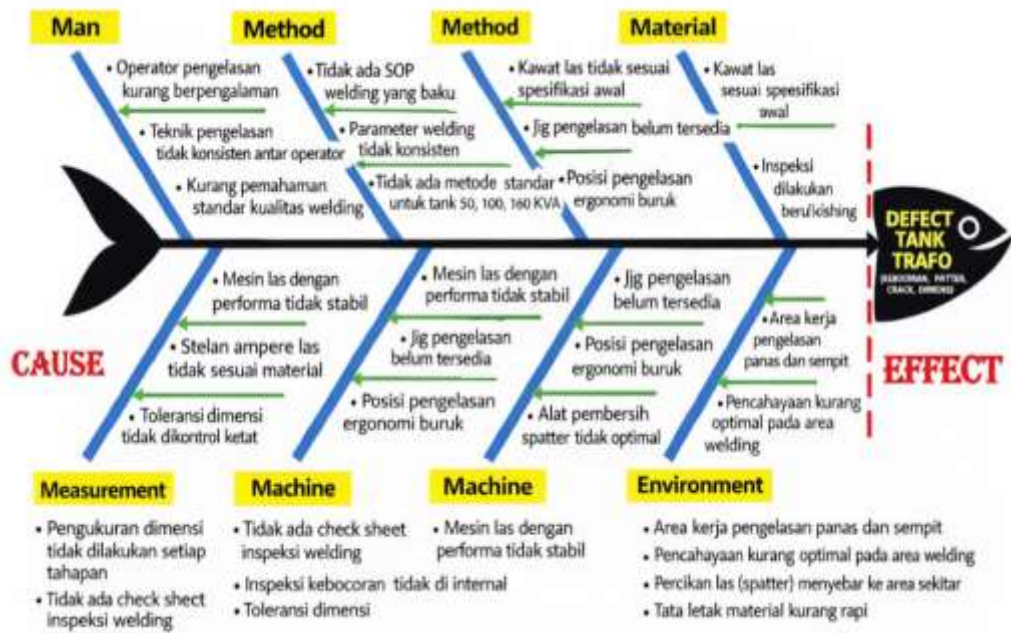 Man
• Operator pengelasan
kurang berpengalaman
• Teknik pengelasan
tidak konsisten antar operator
• Kurang pemahaman
standar kualitas welding
Method
• Tidak ada SOP
welding yang baku
• Parameter welding
tidak konsisten
• Tidak ada metode standar
untuk tank 50, 100, 160 KVA
Method
• Kawat las tidak sesuai
spesifikasi awal
• Jig pengelasan belum tersedia
• Posisi pengelasan
ergonomi buruk
Material
• Kawat las
sesuai
awal
• Inspeksi
dilakukan
DEFECT
TANK
TRAFO
CRACK,
CAUSE
EFFECT
• Mesin las dengan
performa tidak stabil
• Stelan ampere las
tidak sesuai material
• Toleransi dimensi
tidak dikontrol ketat
• Mesin las dengan
performa tidak stabil
• Jig pengelasan
belum tersedia
• Posisi pengelasan
ergonomi buruk
• Jig pengelasan
belum tersedia
• Posisi pengelasan
ergonomi buruk
• Alat pembersih
spatter tidak optimal
• Area kerja
pengelasan
panas dan sempit
• Pencahayaan kurang
optimal pada area
welding
Measurement
• Pengukuran dimensi
tidak dilakukan setiap
tahapan
• Tidak ada check shect
inspeksi welding
Machine
• Tidak ada check sheet
inspeksi welding
• Inspeksi kebocoran tidak di internal
• Toleransi dimensi
Machine
• Mesin las dengan
performa tidak stabil
Environment
• Area kerja pengelasan panas dan sempit
• Pencahayaan kurang optimal pada area welding
• Percikan las (spatter) menyebar ke area sekitar
• Tata letak material kurang rapi